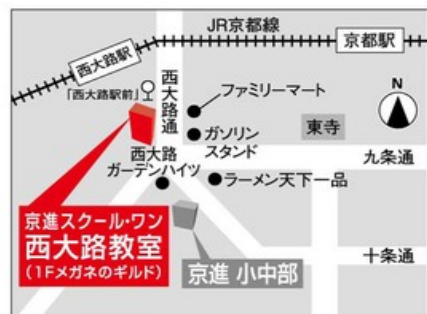 JR京都線
西大路駅
京都駅
「西大路駅前」
西大路通
ファミリーマート
N
ガソリン
スタンド
東寺
九条通
西大路
ガーデンハイツ
ラーメン天下一品
京進スクール・ワン
西大路教室
(1Fメガネのギルド)
京進 小中部
十条通